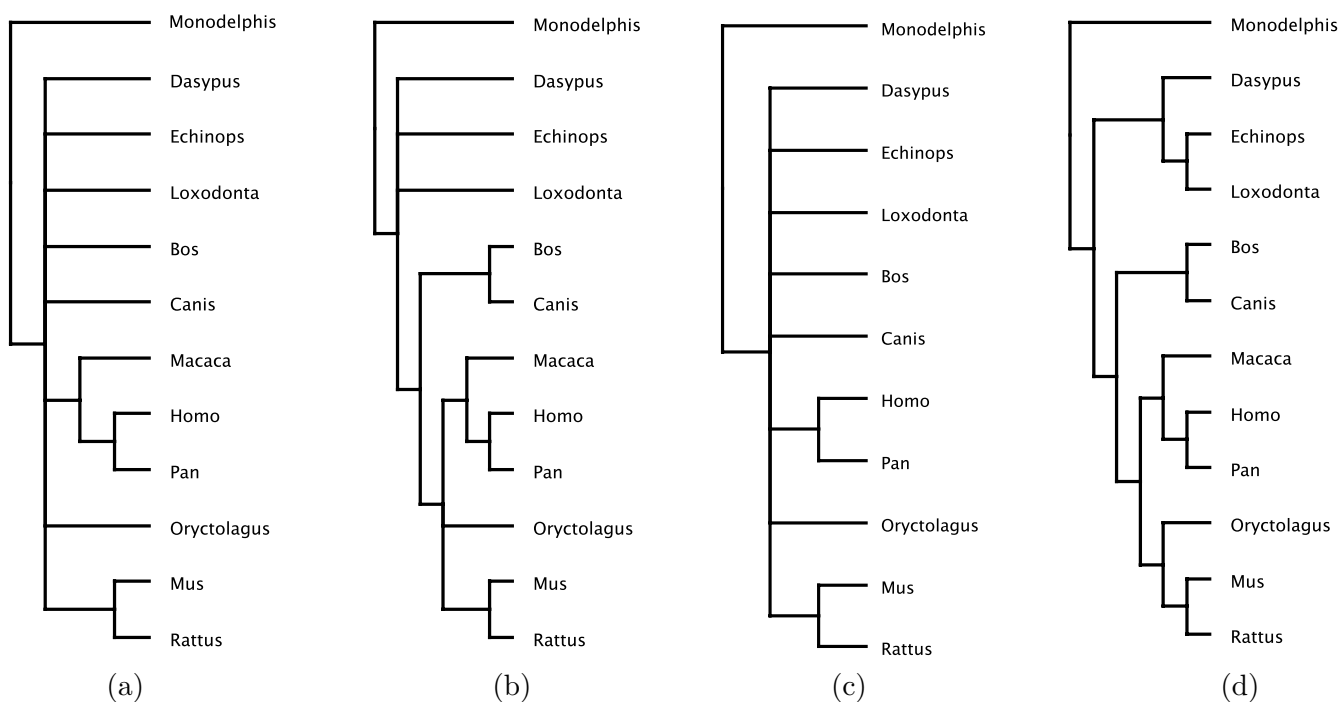 Monodelphis
Dasypus
Echinops
Loxodonta
Bos
Canis
Macaca
Homo
Pan
Oryctolagus
Mus
Rattus
(a)
Monodelphis
Dasypus
Echinops
Loxodonta
Bos
Canis
Macaca
Homo
Pan
Oryctolagus
Mus
Rattus
(b)
Monodelphis
Dasypus
Echinops
Loxodonta
Bos
Canis
Homo
Pan
Oryctolagus
Mus
Rattus
(c)
Monodelphis
Dasypus
Echinops
Loxodonta
Bos
Canis
Macaca
Homo
Pan
Oryctolagus
Mus
Rattus
(d)